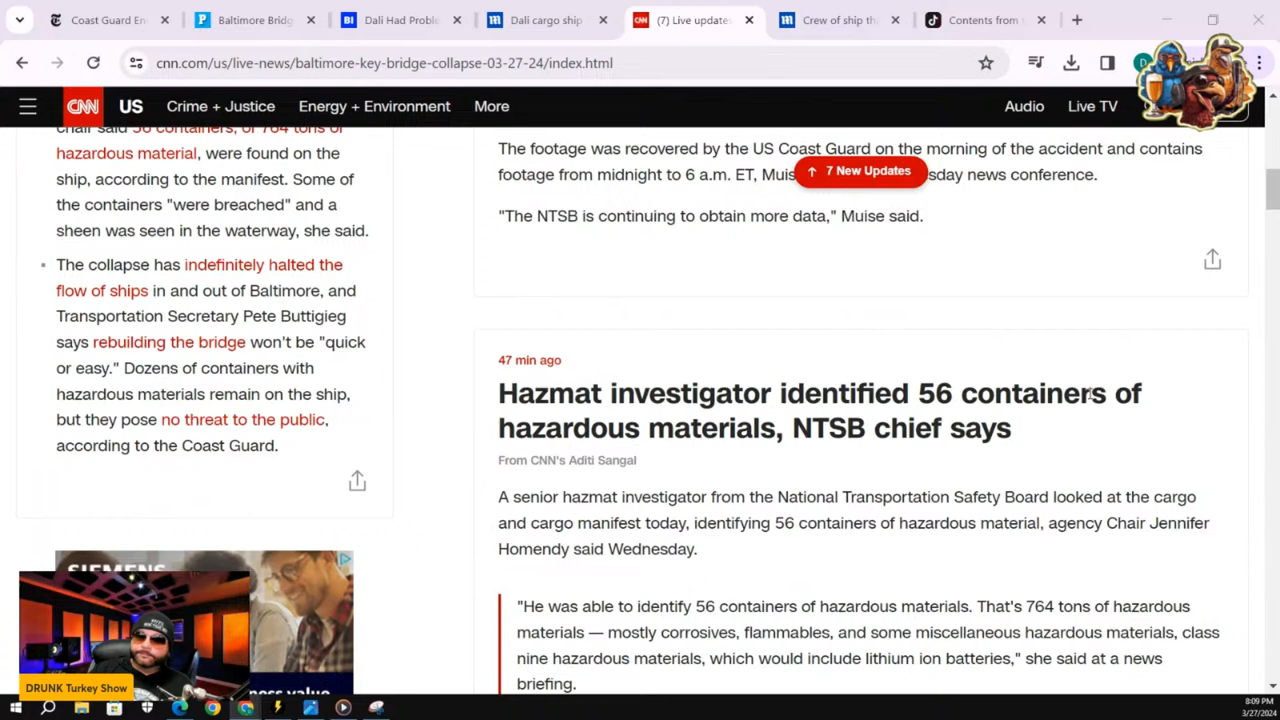 Coast Guard En
Baltimore Bridg
Dali Had Proble
Dali cargo ship
(7) Live updates
Crew of ship tha
Contents from
cnn.com/us/live-news/baltimore-key-bridge-collapse-03-27-24/index.html
CNN US Crime + Justice Energy + Environment More Audio Live TV
chair said 56 containers, or 764 tons of
hazardous material, were found on the
ship, according to the manifest. Some of
the containers "were breached" and a
sheen was seen in the waterway, she said.
The collapse has indefinitely halted the
flow of ships in and out of Baltimore, and
Transportation Secretary Pete Buttigieg
says rebuilding the bridge won't be "quick
or easy." Dozens of containers with
hazardous materials remain on the ship,
but they pose no threat to the public,
according to the Coast Guard.
SIEMENS
ness value
DRUNK Turkey Show
The footage was recovered by the US Coast Guard on the morning of the accident and contains
footage from midnight to 6 a.m. ET, Muis sday news conference.
7 New Updates
"The NTSB is continuing to obtain more data," Muise said.
47 min ago
Hazmat investigator identified 56 containers of
hazardous materials, NTSB chief says
From CNN's Aditi Sangal
A senior hazmat investigator from the National Transportation Safety Board looked at the cargo
and cargo manifest today, identifying 56 containers of hazardous material, agency Chair Jennifer
Homendy said Wednesday.
"He was able to identify 56 containers of hazardous materials. That's 764 tons of hazardous
materials — mostly corrosives, flammables, and some miscellaneous hazardous materials, class
nine hazardous materials, which would include lithium ion batteries," she said at a news
briefing.
8:09 PM
3/27/2024